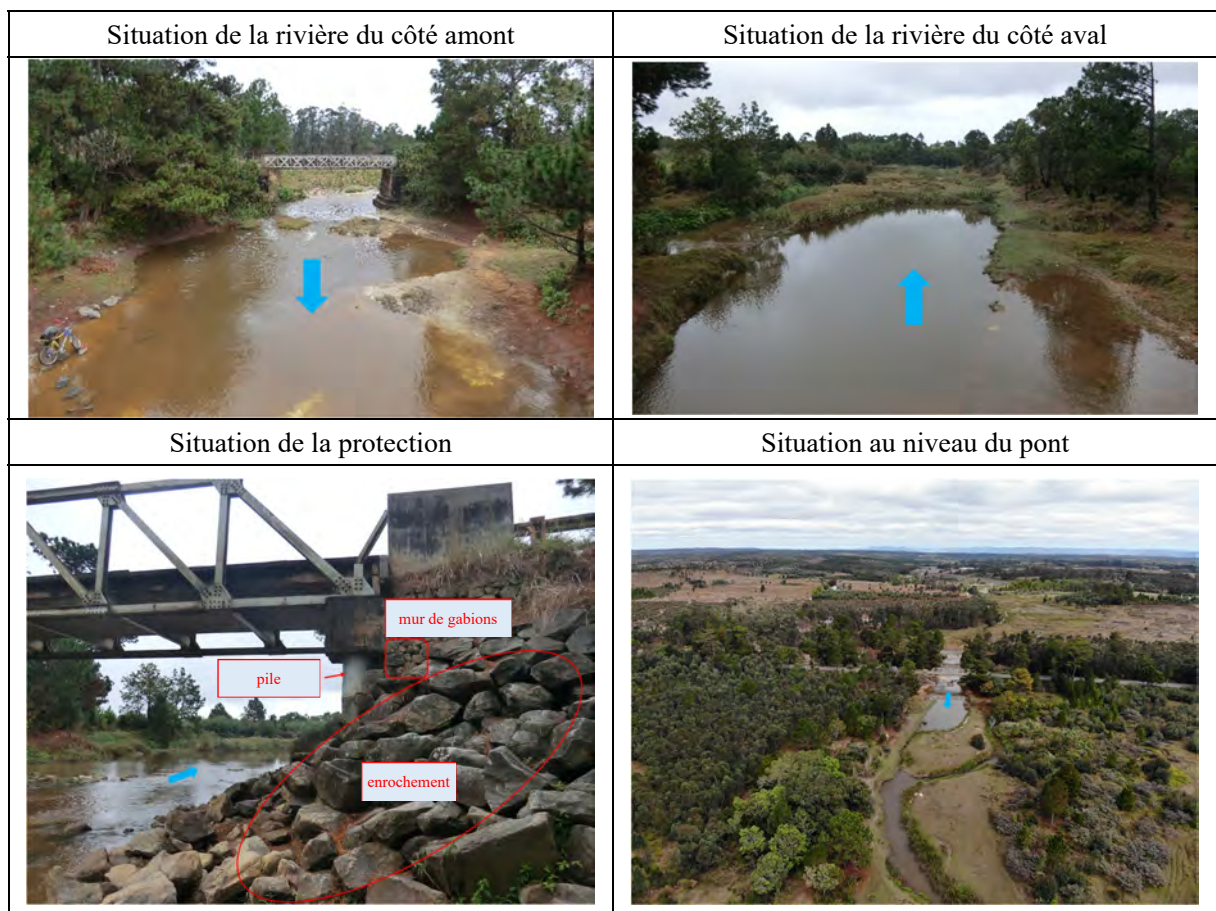 Situation de la rivière du côté amont
Situation de la rivière du côté aval
Situation de la protection
Situation au niveau du pont
mur de gabions
pile
enrochement